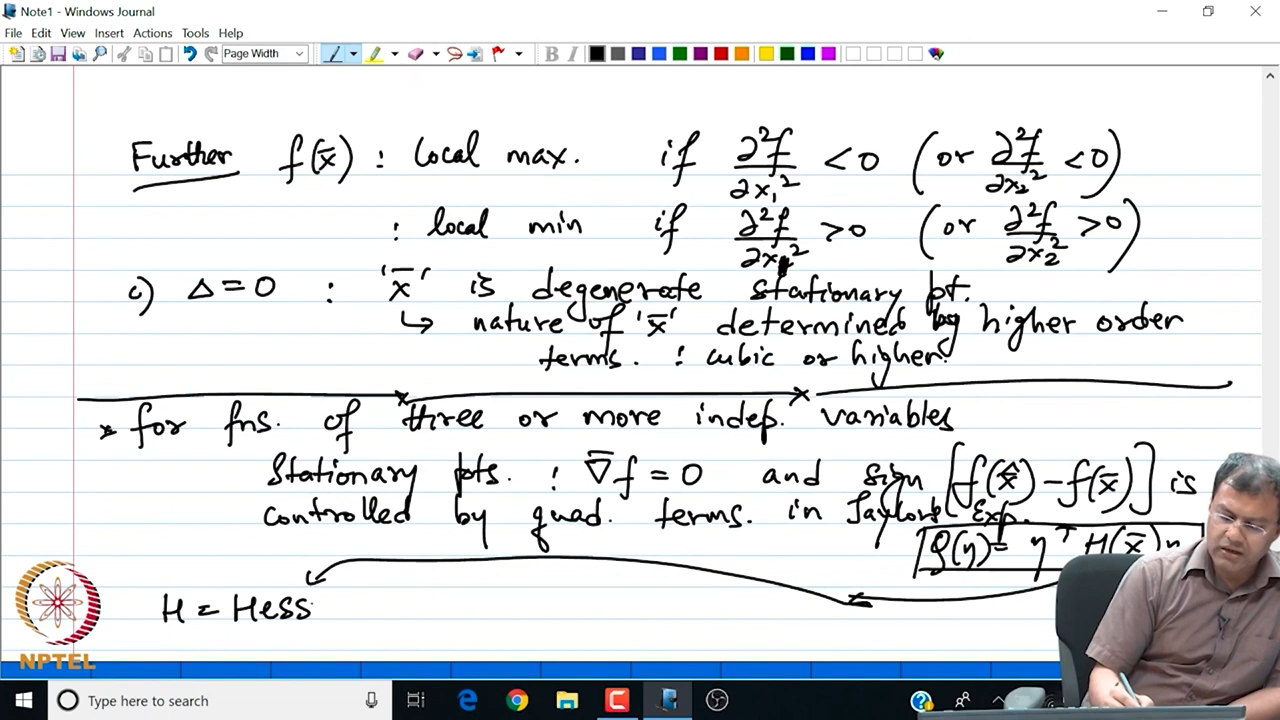 Note1 - Windows Journal
File Edit View Insert Actions Tools Help
Page Width
Further f(x̄) : local max. if ∂²f/∂x₁² < 0 (or ∂²f/∂x₂² < 0)
: local min if ∂²f/∂x₁² > 0 (or ∂²f/∂x₂² > 0)
c) Δ = 0 : 'x̄' is degenerate stationary pt.
↳ nature of 'x̄' determined by higher order
terms. : cubic or higher.
* for fns. of three or more indep. variables
Stationary pts. : ∇̄f = 0 and sign [f(x̂) - f(x̄)] is
controlled by quad. terms. in Taylor's Exp.
Q(η) = ηᵀ H(x̄) η
H = Hess
NPTEL
Type here to search